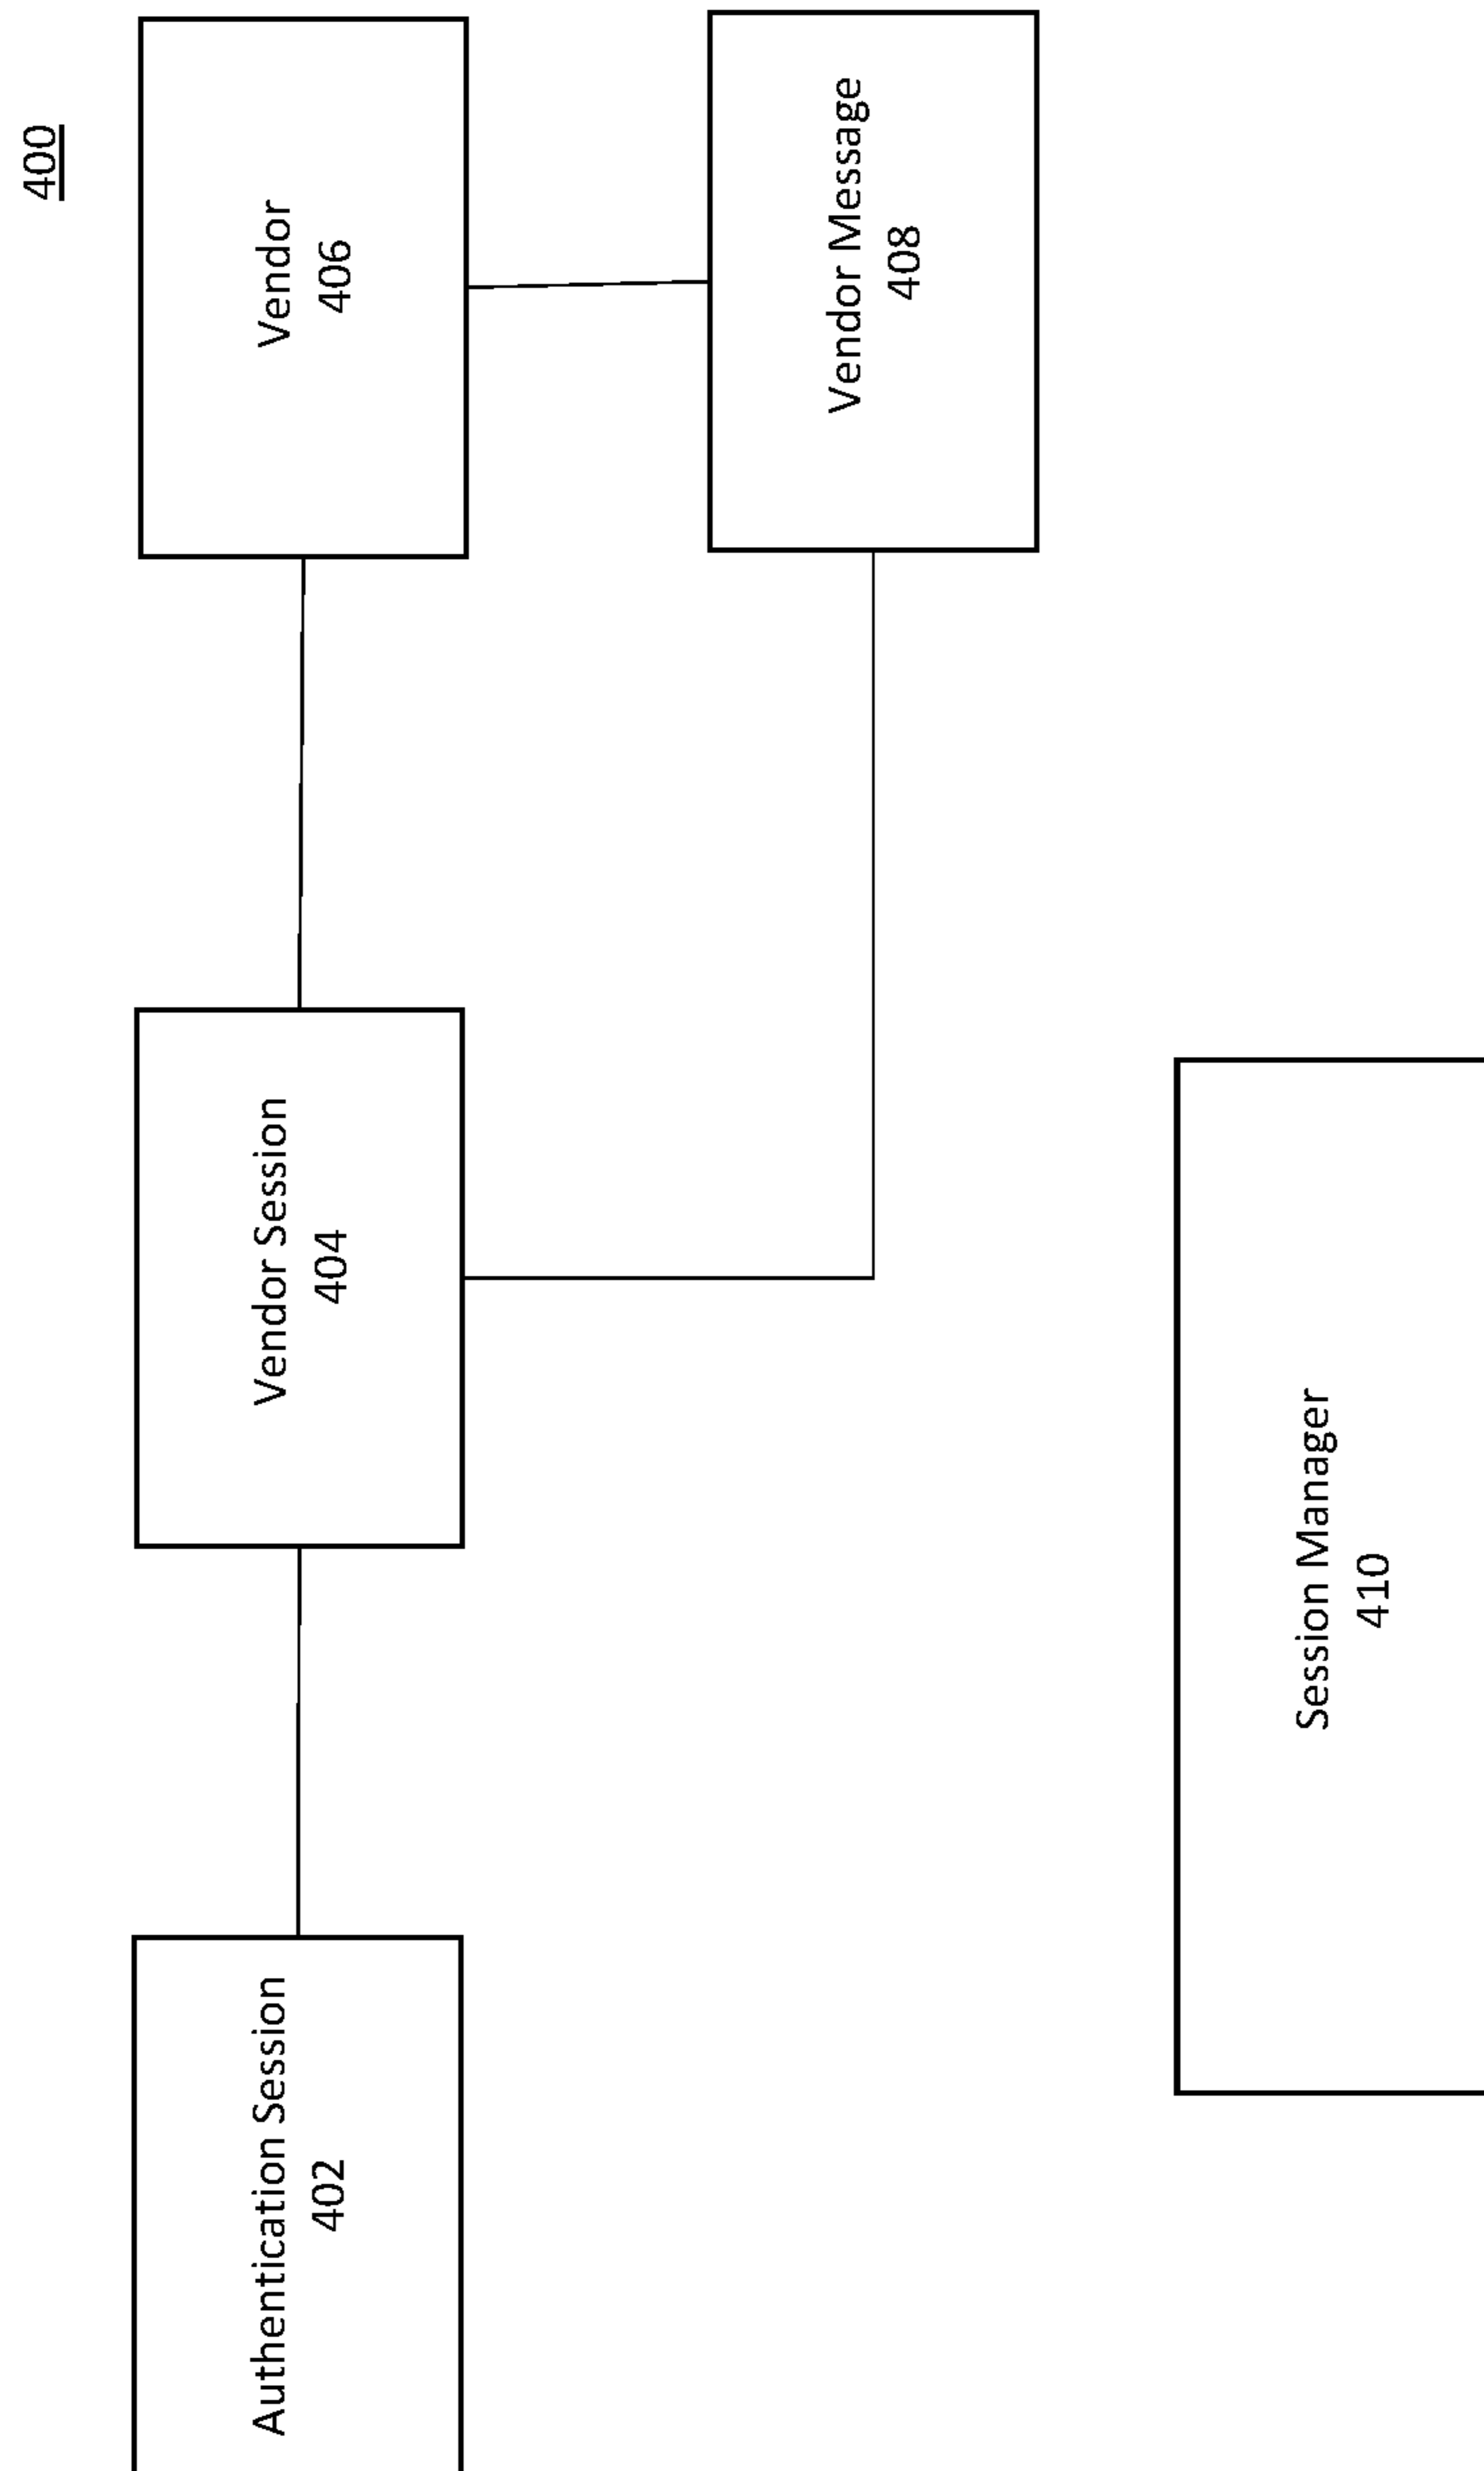 400
Authentication Session
402
Vendor Session
404
Vendor
406
Vendor Message
408
Session Manager
410